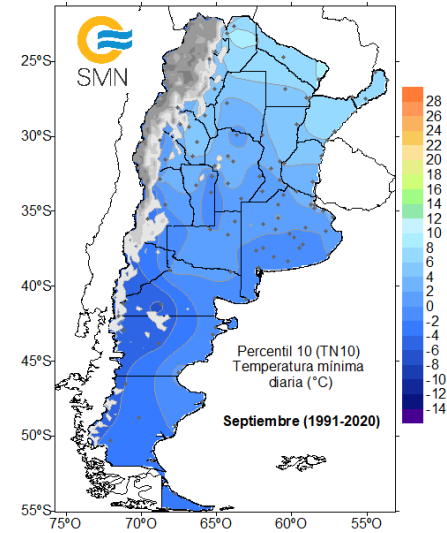 SMN
25°S
30°S
35°S
40°S
45°S
50°S
55°S
75°O
70°O
65°O
60°O
55°O
28
26
24
22
20
18
16
14
12
10
8
6
4
2
0
-2
-4
-6
-8
-10
-12
-14
Percentil 10 (TN10)
Temperatura mínima
diaria (°C)
Septiembre (1991-2020)